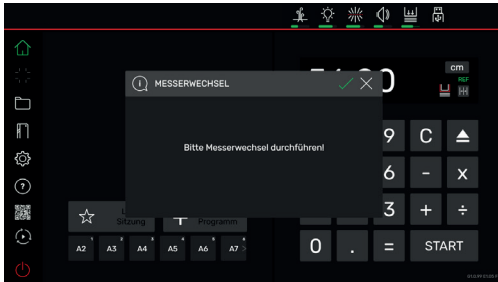 cm
REF
MESSERWECHSEL
Bitte Messerwechsel durchführen!
9
C
6
-
x
3
+
÷
Sitzung
Programm
A2
A3
A4
A5
A6
A7
0
.
=
START